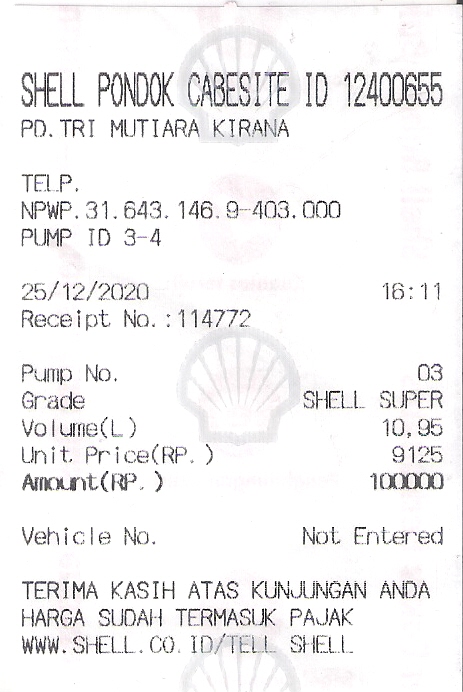 SHELL PONDOK CABESITE ID 12400655
PD.TRI MUTIARA KIRANA
TELP.
NPWP.31.643.146.9-403.000
PUMP ID 3-4
25/12/2020 16:11
Receipt No.:114772
Pump No. 03
Grade SHELL SUPER
Volume(L) 10,95
Unit Price(RP.) 9125
Amount(RP.) 100000
Vehicle No. Not Entered
TERIMA KASIH ATAS KUNJUNGAN ANDA
HARGA SUDAH TERMASUK PAJAK
WWW.SHELL.CO.ID/TELL SHELL